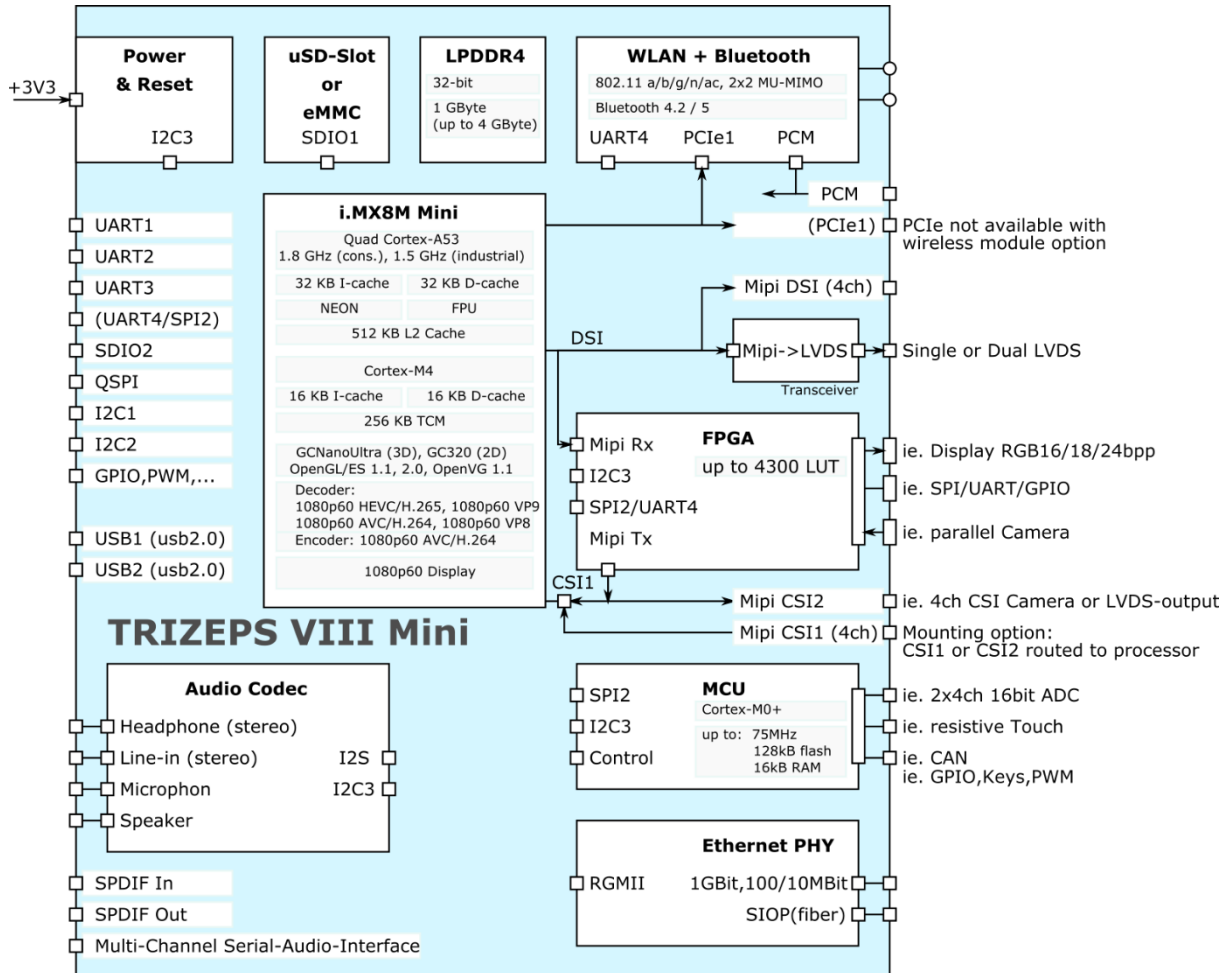 +3V3
Power
& Reset
I2C3
uSD-Slot
or
eMMC
SDIO1
LPDDR4
32-bit
1 GByte
(up to 4 GByte)
WLAN + Bluetooth
802.11 a/b/g/n/ac, 2x2 MU-MIMO
Bluetooth 4.2 / 5
UART4 PCIe1 PCM
PCM
(PCIe1)
PCIe not available with
wireless module option
UART1
UART2
UART3
(UART4/SPI2)
SDIO2
QSPI
I2C1
I2C2
GPIO,PWM,...
USB1 (usb2.0)
USB2 (usb2.0)
i.MX8M Mini
Quad Cortex-A53
1.8 GHz (cons.), 1.5 GHz (industrial)
32 KB I-cache 32 KB D-cache
NEON FPU
512 KB L2 Cache
Cortex-M4
16 KB I-cache 16 KB D-cache
256 KB TCM
GCNanoUltra (3D), GC320 (2D)
OpenGL/ES 1.1, 2.0, OpenVG 1.1
Decoder:
1080p60 HEVC/H.265, 1080p60 VP9
1080p60 AVC/H.264, 1080p60 VP8
Encoder: 1080p60 AVC/H.264
1080p60 Display
DSI
Mipi DSI (4ch)
Mipi->LVDS
Transceiver
Single or Dual LVDS
FPGA
up to 4300 LUT
Mipi Rx
I2C3
SPI2/UART4
Mipi Tx
ie. Display RGB16/18/24bpp
ie. SPI/UART/GPIO
ie. parallel Camera
CSI1
Mipi CSI2
ie. 4ch CSI Camera or LVDS-output
Mipi CSI1 (4ch)
Mounting option:
CSI1 or CSI2 routed to processor
TRIZEPS VIII Mini
Audio Codec
Headphone (stereo)
Line-in (stereo)
Microphon
Speaker
I2S
I2C3
MCU
Cortex-M0+
up to: 75MHz
128kB flash
16kB RAM
SPI2
I2C3
Control
ie. 2x4ch 16bit ADC
ie. resistive Touch
ie. CAN
ie. GPIO,Keys,PWM
Ethernet PHY
RGMII
1GBit,100/10MBit
SIOP(fiber)
SPDIF In
SPDIF Out
Multi-Channel Serial-Audio-Interface